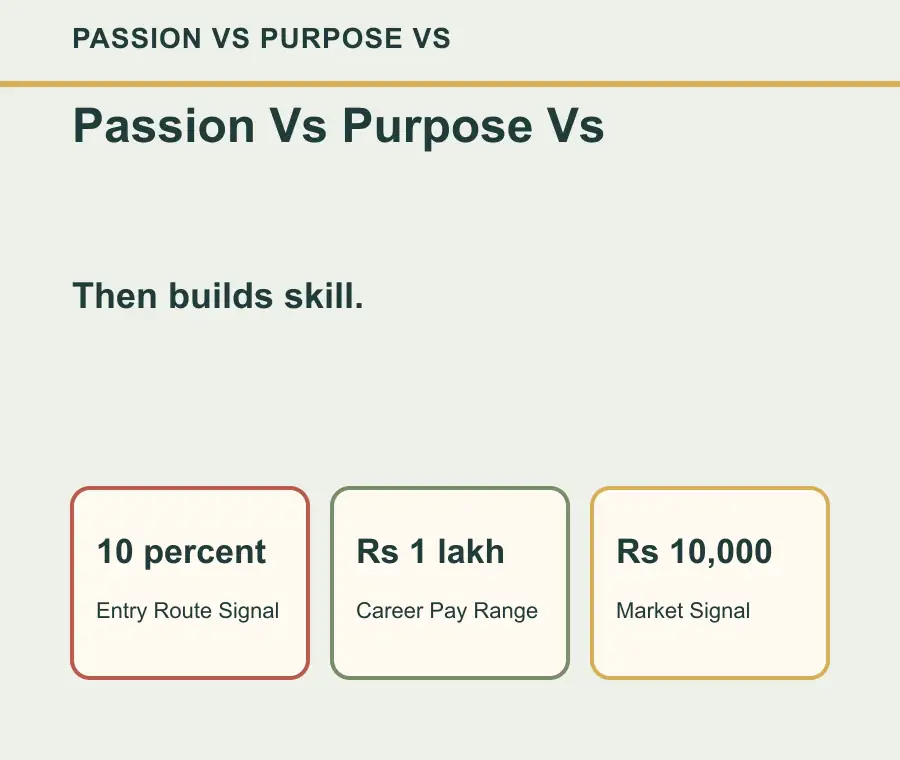 PASSION VS PURPOSE VS
Passion Vs Purpose Vs
Then builds skill.
10 percent
Entry Route Signal
Rs 1 lakh
Career Pay Range
Rs 10,000
Market Signal